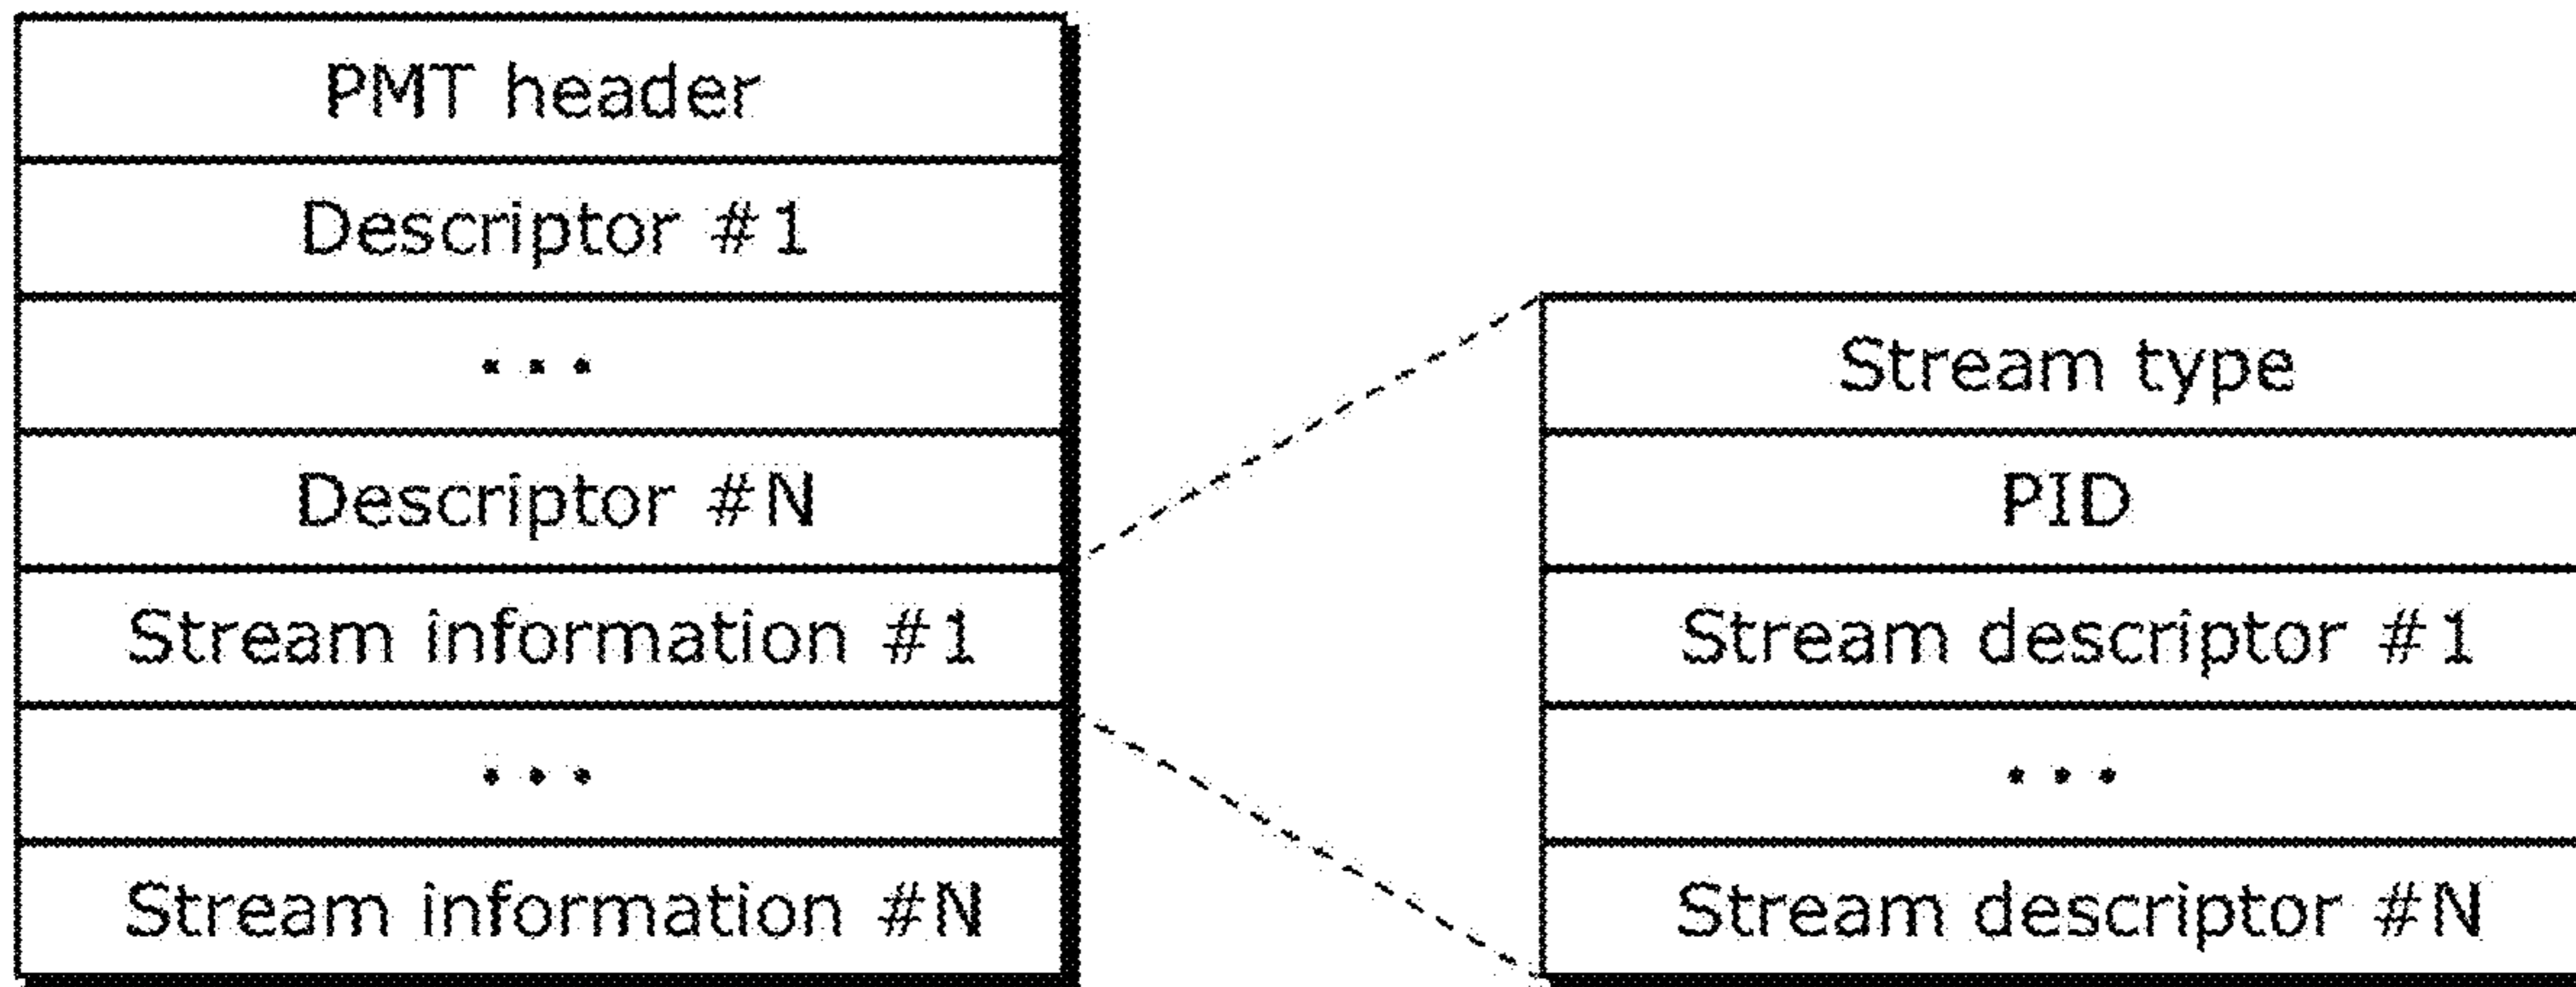 PMT header
Descriptor #1
...
Descriptor #N
Stream information #1
...
Stream information #N
Stream type
PID
Stream descriptor #1
...
Stream descriptor #N